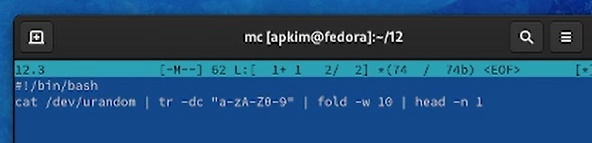 mc [apkim@fedora]:~/12
12.3 [-M--] 62 L:[ 1+ 1 2/ 2] *(74 / 74b) <EOF> [*]
#!/bin/bash
cat /dev/urandom | tr -dc "a-zA-Z0-9" | fold -w 10 | head -n 1